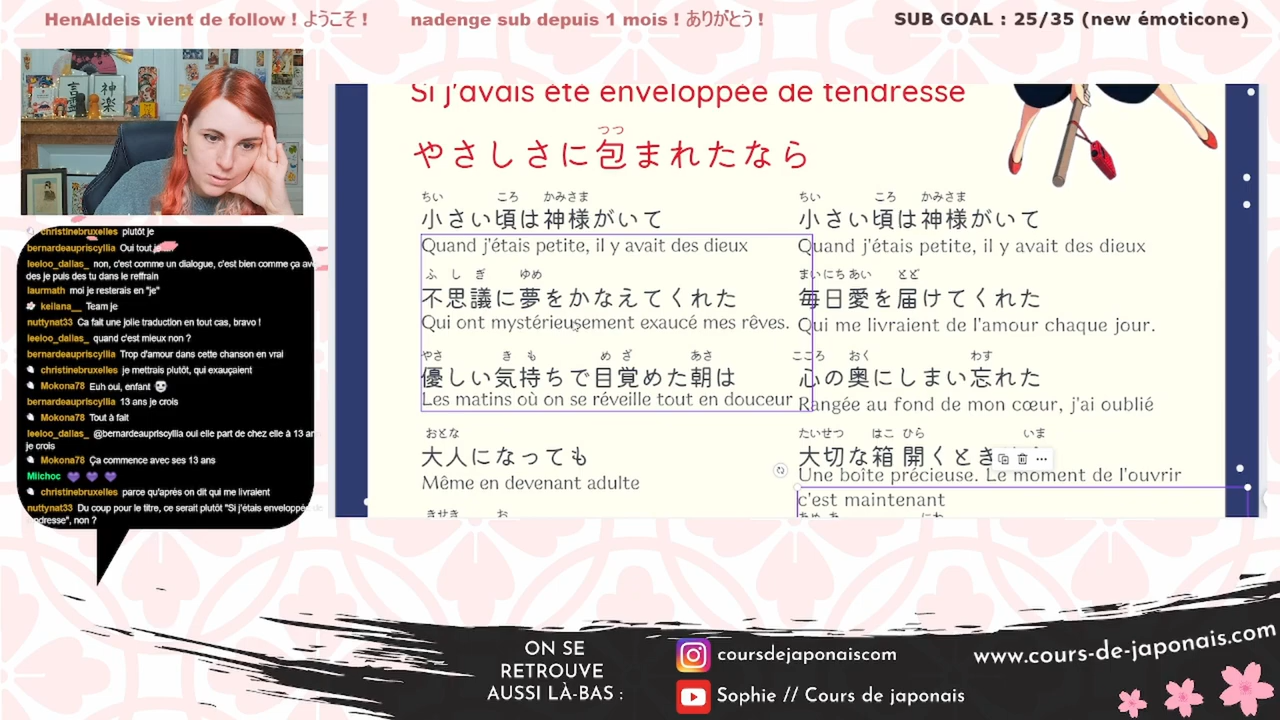 HenAldeis vient de follow ! ようこそ !
nadenge sub depuis 1 mois ! ありがとう !
SUB GOAL : 25/35 (new émoticone)
言語
神楽
christinebruxelles plutôt je
bernardeaupriscyllia Oui tout je
leeloo_dallas_ non, c'est comme un dialogue, c'est bien comme ça av
des je puis des tu dans le reffrain
laurmath moi je resterais en "je"
keilana__ Team je
nuttynat33 Ca fait une jolie traduction en tout cas, bravo !
leeloo_dallas_ quand c'est mieux non ?
bernardeaupriscyllia Trop d'amour dans cette chanson en vrai
christinebruxelles je mettrais plutôt, qui exauçaient
Mokona78 Euh oui, enfant
bernardeaupriscyllia 13 ans je crois
Mokona78 Tout à fait
leeloo_dallas_ @bernardeaupriscyllia oui elle part de chez elle à 13 an
je crois
Mokona78 Ça commence avec ses 13 ans
Miichoc
christinebruxelles parce qu'après on dit qui me livraient
nuttynat33 Du coup pour le titre, ce serait plutôt "Si j'étais enveloppée de
tendresse", non ?
Si j'avais été enveloppée de tendresse
つつ
やさしさに包まれたなら
ちい ころ かみさま
小さい頃は神様がいて
Quand j'étais petite, il y avait des dieux
ふ し ぎ ゆめ
不思議に夢をかなえてくれた
Qui ont mystérieusement exaucé mes rêves.
やさ き も め ざ あさ
優しい気持ちで目覚めた朝は
Les matins où on se réveille tout en douceur
おとな
大人になっても
Même en devenant adulte
きせき お
ちい ころ かみさま
小さい頃は神様がいて
Quand j'étais petite, il y avait des dieux
まいにち あい とど
毎日愛を届けてくれた
Qui me livraient de l'amour chaque jour.
こころ おく わす
心の奥にしまい忘れた
Rangée au fond de mon cœur, j'ai oublié
たいせつ はこ ひら いま
大切な箱 開くとき
Une boîte précieuse. Le moment de l'ouvrir
c'est maintenant
あめ あ にわ
ON SE
RETROUVE
AUSSI LÀ-BAS :
coursdejaponaiscom
Sophie // Cours de japonais
www.cours-de-japonais.com